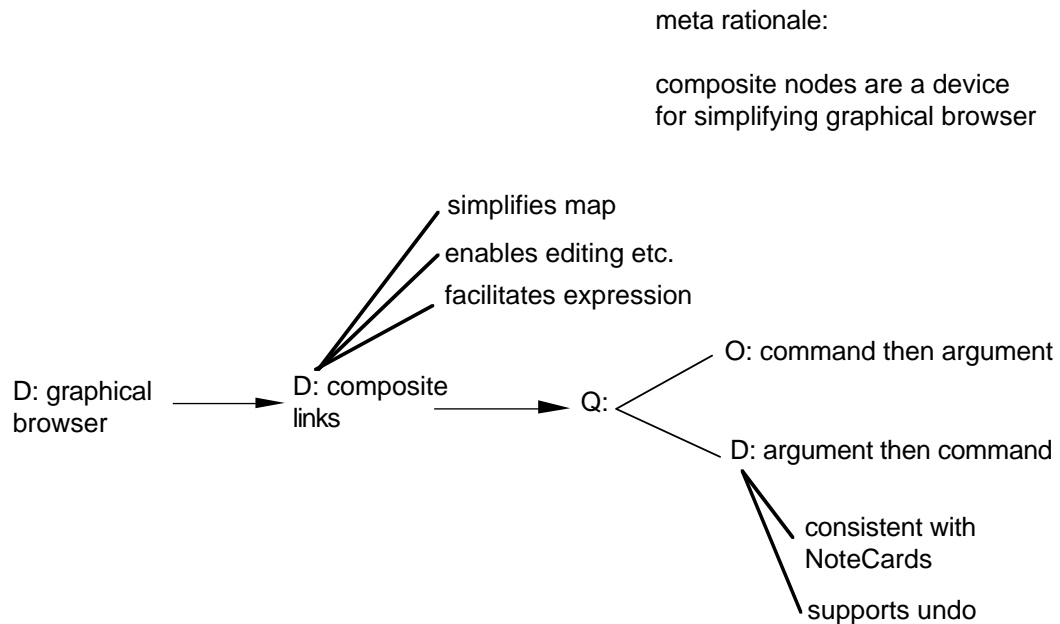 meta rationale:
composite nodes are a device
for simplifying graphical browser
simplifies map
enables editing etc.
facilitates expression
D: graphical
browser
D: composite
links
Q:
O: command then argument
D: argument then command
consistent with
NoteCards
supports undo